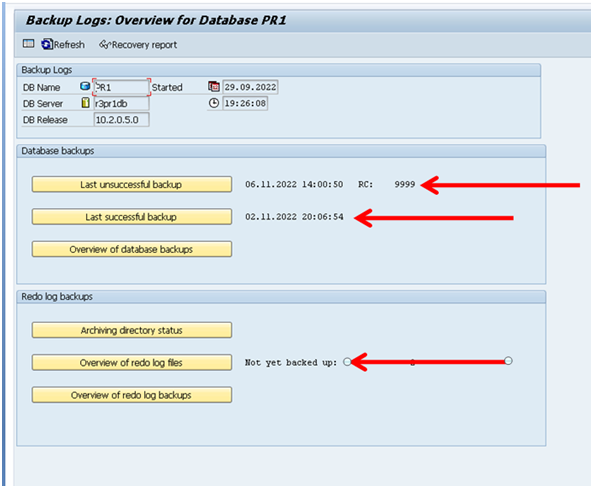 Backup Logs: Overview for Database PR1
Refresh Recovery report
Backup Logs
DB Name PR1 Started 29.09.2022
DB Server r3pr1db 19:26:08
DB Release 10.2.0.5.0
Database backups
Last unsuccessful backup 06.11.2022 14:00:50 RC: 9999
Last successful backup 02.11.2022 20:06:54
Overview of database backups
Redo log backups
Archiving directory status
Overview of redo log files Not yet backed up:
Overview of redo log backups